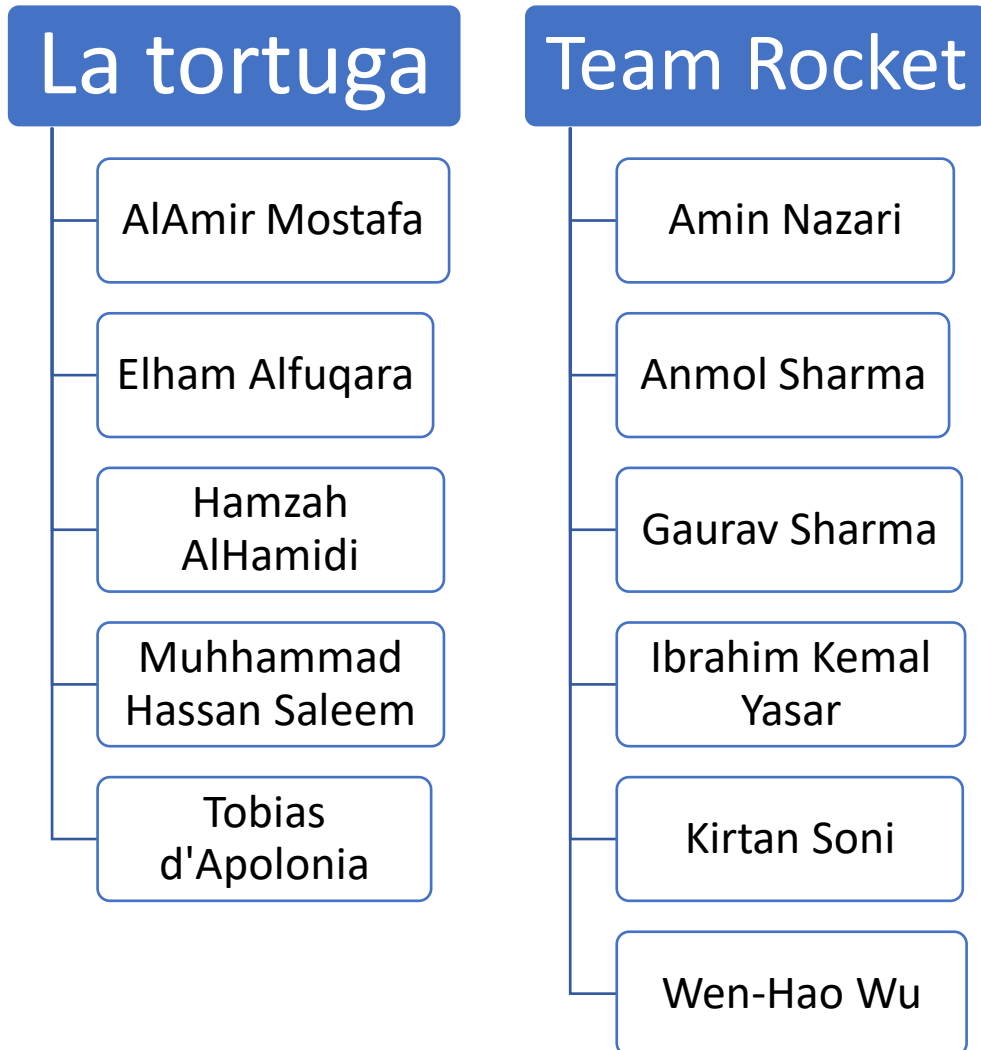 La tortuga
AlAmir Mostafa
Elham Alfuqara
Hamzah
AlHamidi
Muhhammad
Hassan Saleem
Tobias
d'Apolonia
Team Rocket
Amin Nazari
Anmol Sharma
Gaurav Sharma
Ibrahim Kemal
Yasar
Kirtan Soni
Wen-Hao Wu